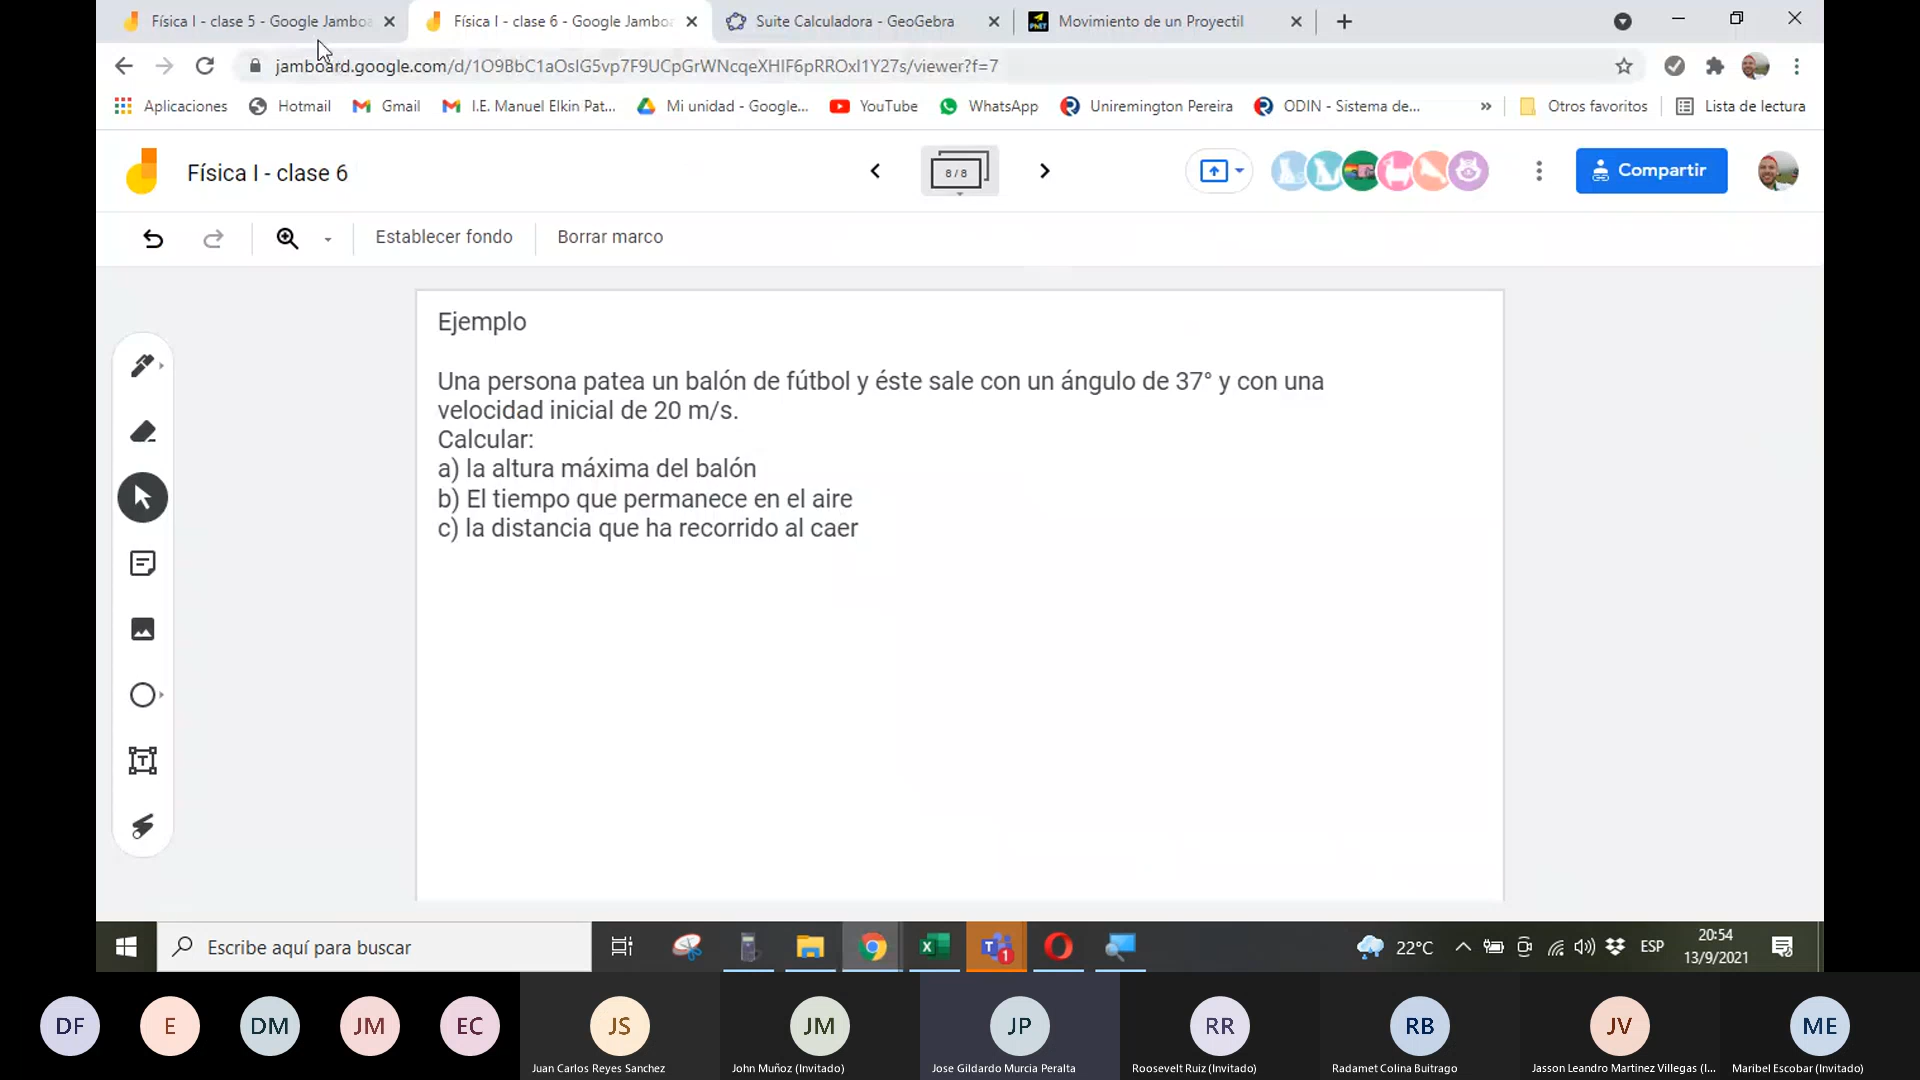 Física I - clase 5 - Google Jamboa
Física I - clase 6 - Google Jamboa
Suite Calculadora - GeoGebra
Movimiento de un Proyectil
jamboard.google.com/d/1O9BbC1aOsIG5vp7F9UCpGrWNcqeXHIF6pRROxl1Y27s/viewer?f=7
Aplicaciones
Hotmail
Gmail
I.E. Manuel Elkin Pat...
Mi unidad - Google...
YouTube
WhatsApp
Uniremington Pereira
ODIN - Sistema de...
»
Otros favoritos
Lista de lectura
Física I - clase 6
8 / 8
Compartir
Establecer fondo
Borrar marco
Ejemplo
Una persona patea un balón de fútbol y éste sale con un ángulo de 37° y con una
velocidad inicial de 20 m/s.
Calcular:
a) la altura máxima del balón
b) El tiempo que permanece en el aire
c) la distancia que ha recorrido al caer
Escribe aquí para buscar
1
22°C
ESP
20:54
13/9/2021
DF
E
DM
JM
EC
JS
JM
JP
RR
RB
JV
ME
Juan Carlos Reyes Sanchez
John Muñoz (Invitado)
Jose Gildardo Murcia Peralta
Roosevelt Ruiz (Invitado)
Radamet Colina Buitrago
Jasson Leandro Martinez Villegas (I...
Maribel Escobar (Invitado)